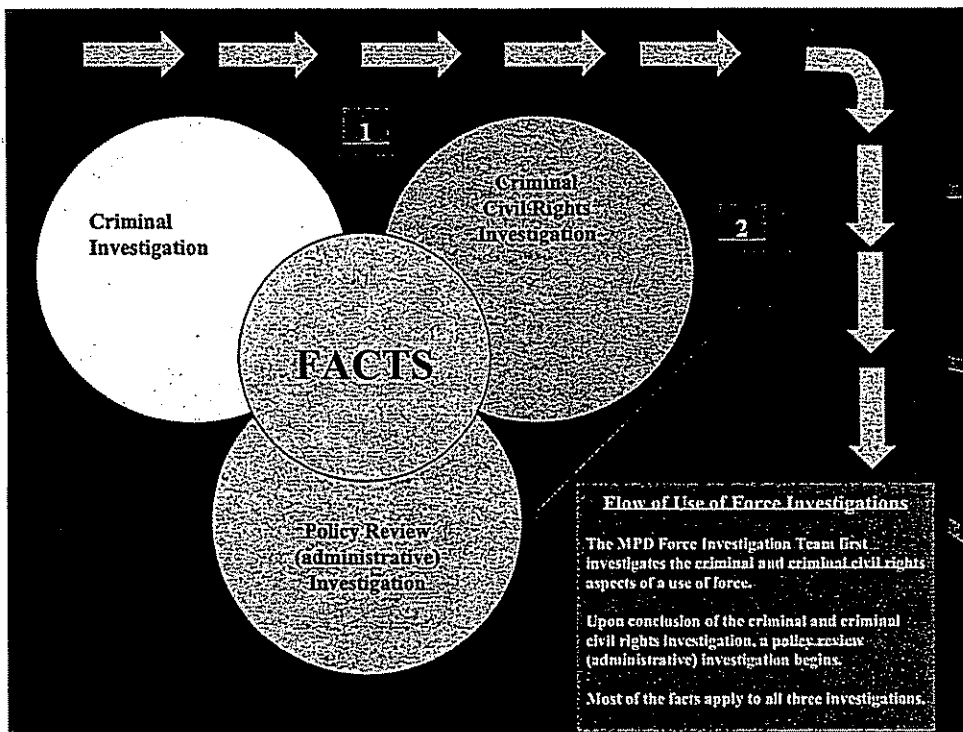 1
Criminal
Investigation
Criminal
Civil Rights
Investigation
2
FACTS
Policy Review
(administrative)
Investigation
Flow of Use of Force Investigations
The MPD Force Investigation Team first
investigates the criminal and criminal civil rights
aspects of a use of force.
Upon conclusion of the criminal and criminal
civil rights investigation, a policy review
(administrative) investigation begins.
Most of the facts apply to all three investigations.